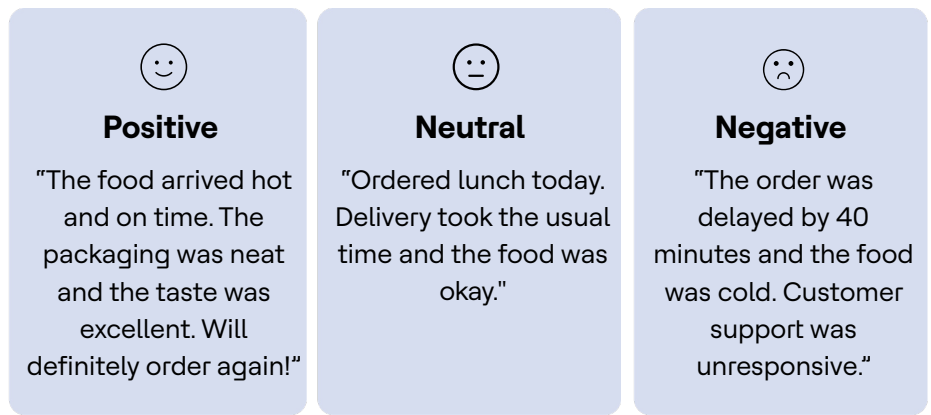 Positive
“The food arrived hot
and on time. The
packaging was neat
and the taste was
excellent. Will
definitely order again!”
Neutral
“Ordered lunch today.
Delivery took the usual
time and the food was
okay."
Negative
“The order was
delayed by 40
minutes and the food
was cold. Customer
support was
unresponsive.”